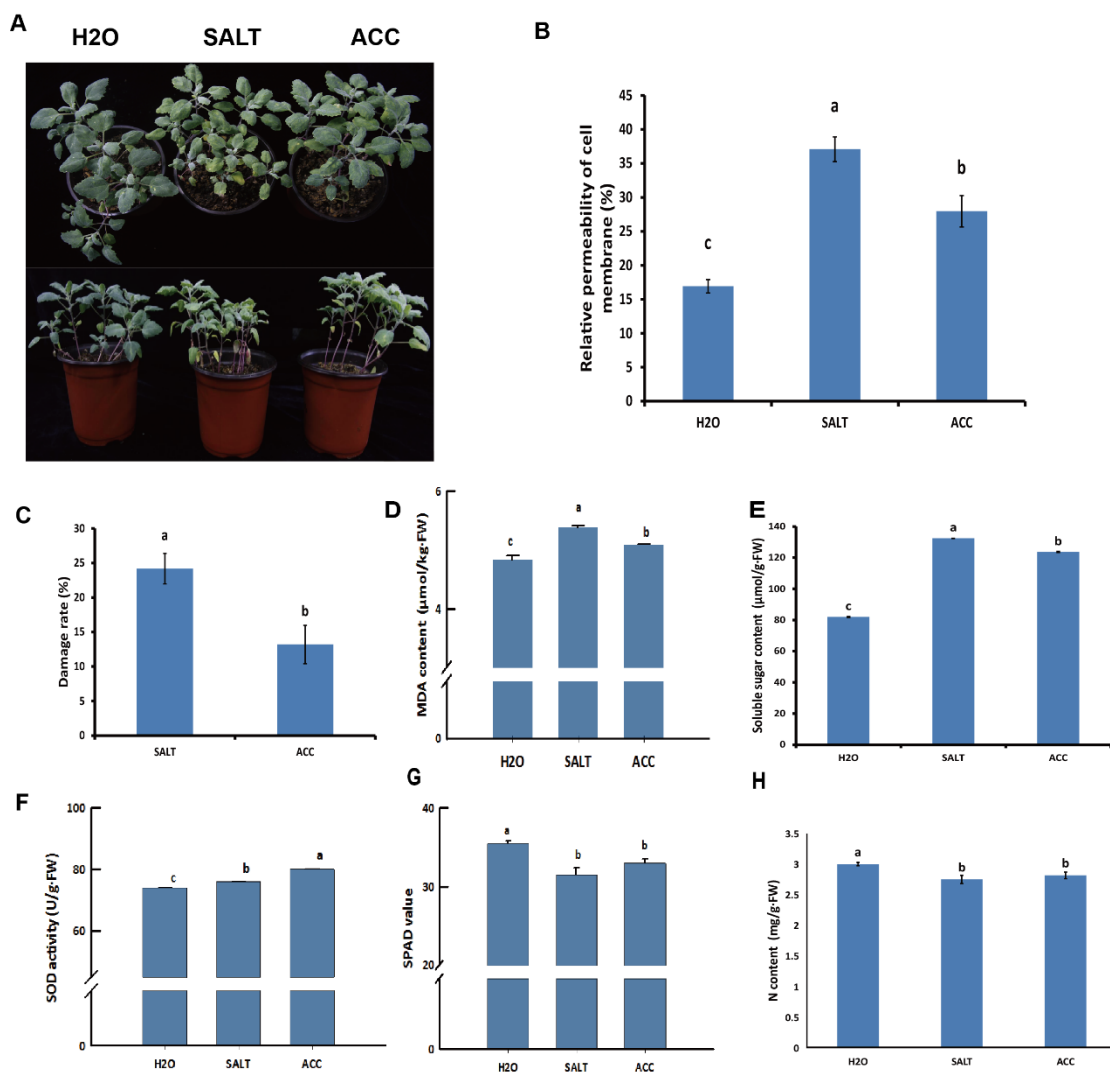 A
H2O SALT ACC
B
Relative permeability of cell
membrane (%)
45
40
35
30
25
20
15
10
5
0
c
a
b
H2O SALT ACC
C
Damage rate (%)
30
25
20
15
10
5
0
a
b
SALT ACC
D
MDA content (μmol/kg·FW)
6
4
0
c
a
b
H2O SALT ACC
E
Soluble sugar content (μmol/g·FW)
140
120
100
80
60
40
20
0
c
a
b
H2O SALT ACC
F
SOD activity (U/g·FW)
100
80
60
0
c
b
a
H2O SALT ACC
G
SPAD value
40
30
20
0
a
b
b
H2O SALT ACC
H
N content (mg/g·FW)
3.5
3
2.5
2
1.5
1
0.5
0
a
b
b
H2O SALT ACC